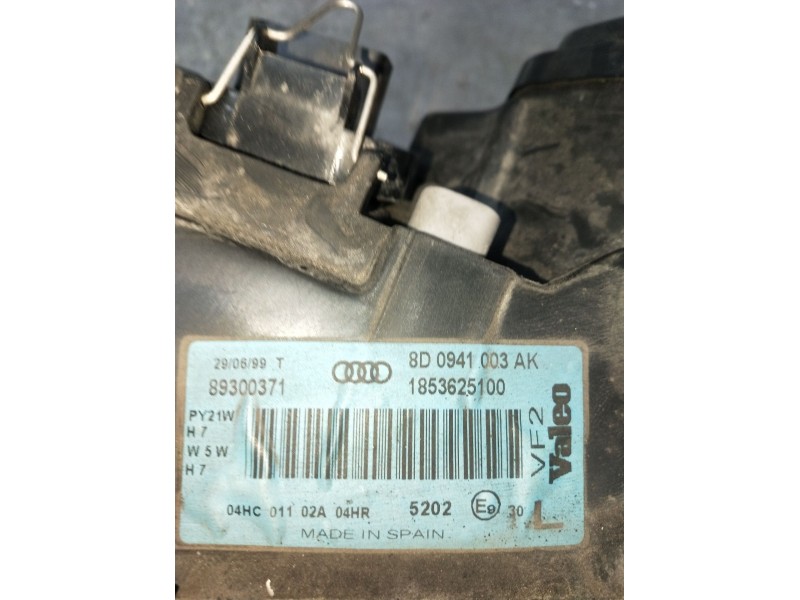 29/06/99 T 8D 0941 003 AK
89300371 1853625100
PY21W
H 7
W 5 W
H 7
VF2
Valeo
04HC 011 02A 04HR 5202 E9 30 L
MADE IN SPAIN